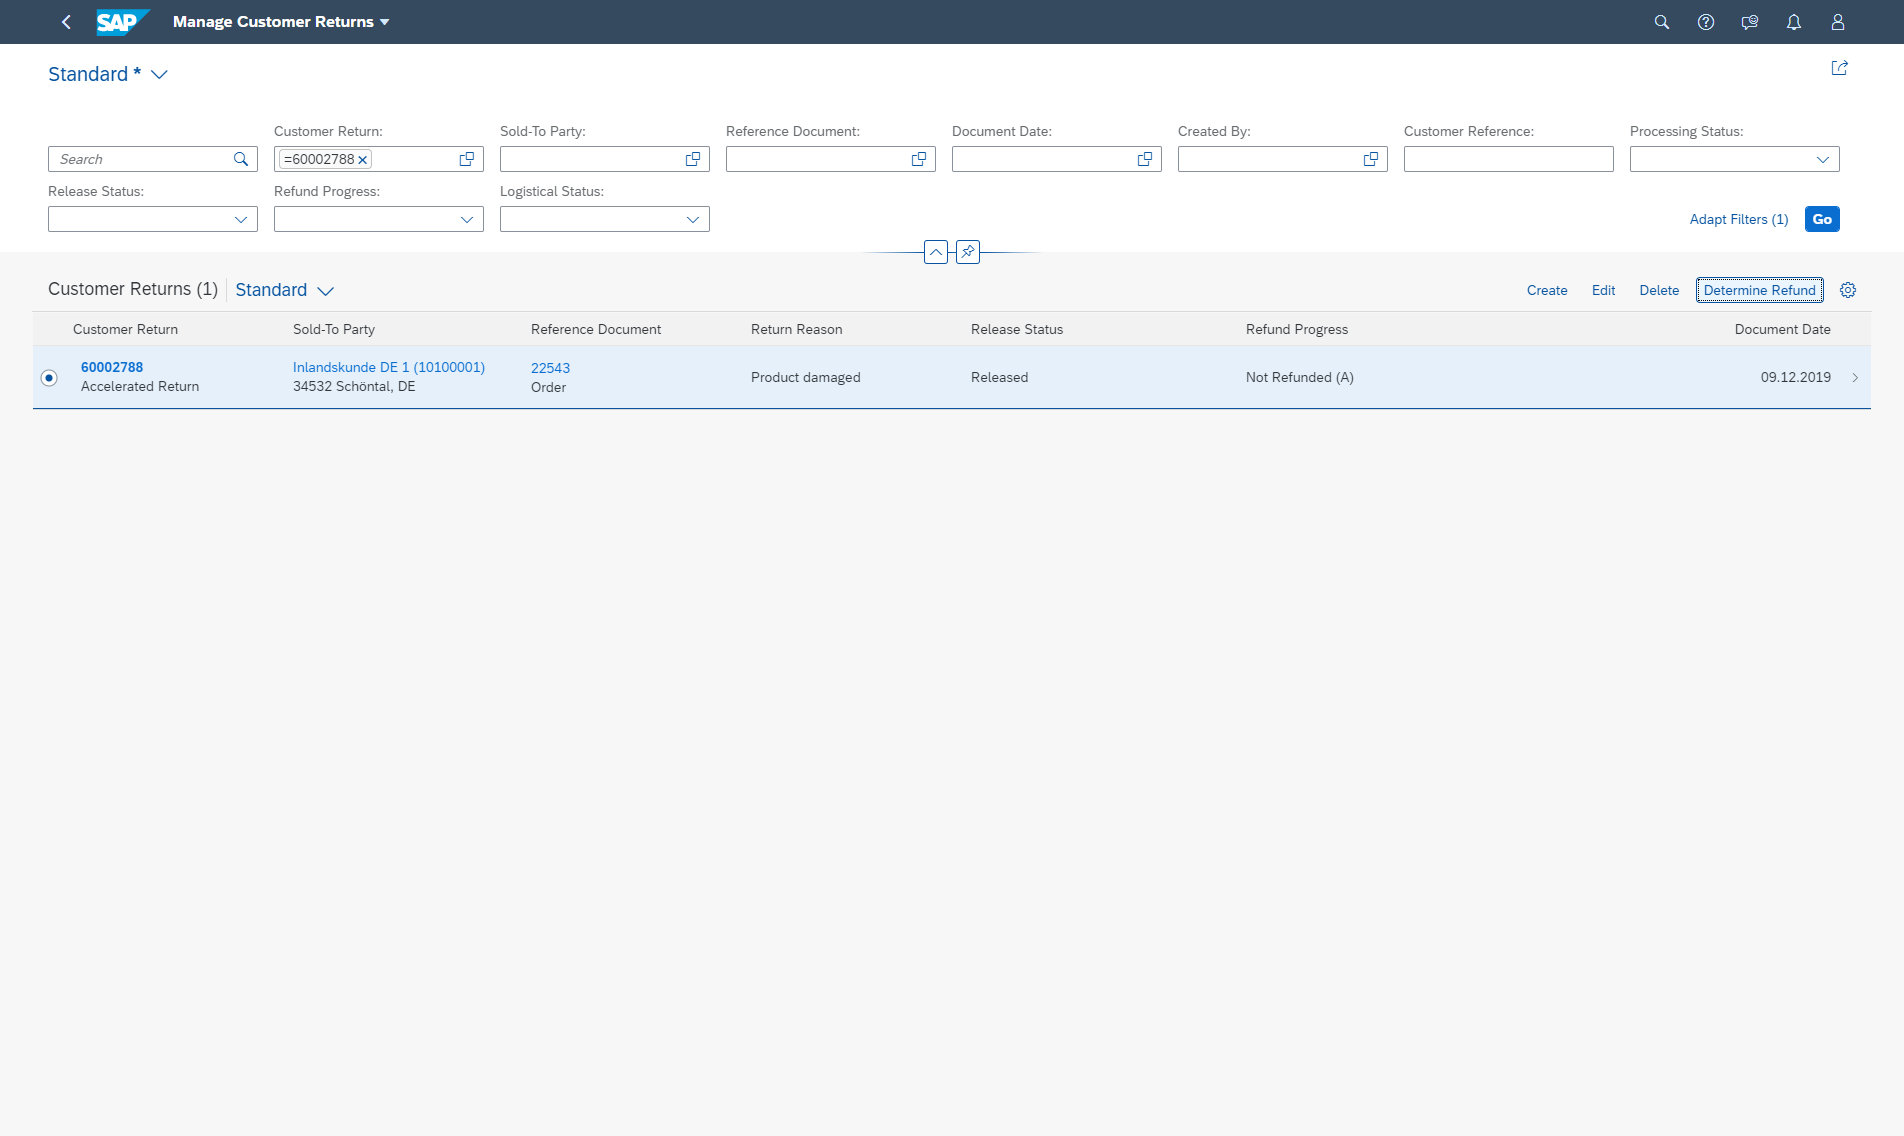 SAP Manage Customer Returns
Standard *
Customer Return: Sold-To Party: Reference Document: Document Date: Created By: Customer Reference: Processing Status:
Search =60002788
Release Status: Refund Progress: Logistical Status:
Adapt Filters (1) Go
Customer Returns (1) Standard Create Edit Delete Determine Refund
Customer Return Sold-To Party Reference Document Return Reason Release Status Refund Progress Document Date
60002788 Inlandskunde DE 1 (10100001) 22543 Product damaged Released Not Refunded (A) 09.12.2019
Accelerated Return 34532 Schöntal, DE Order